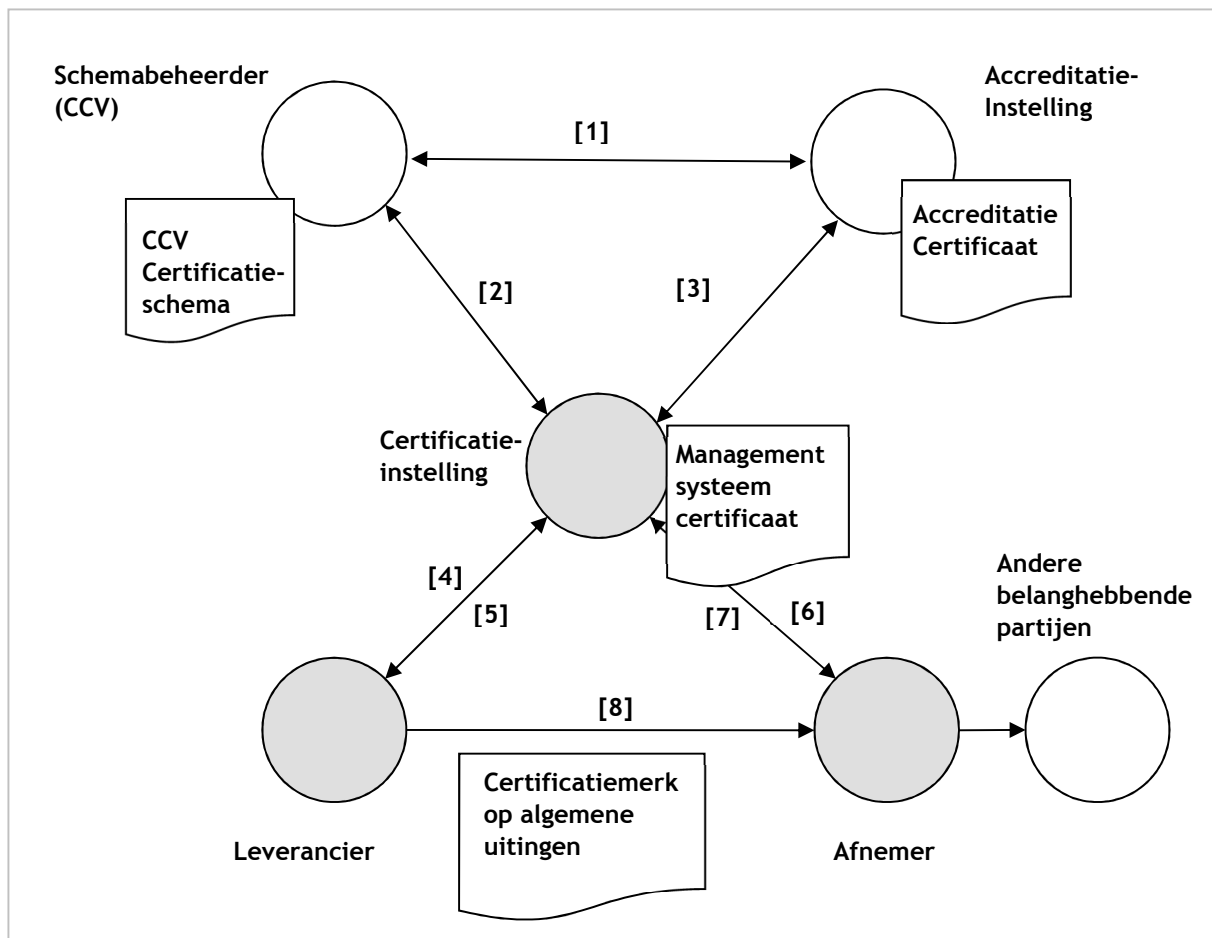 Schemabeheerder
(CCV)
Accreditatie-
Instelling
[1]
CCV
Certificatie-
schema
Accreditatie
Certificaat
[2]
[3]
Certificatie-
instelling
Management
systeem
certificaat
[4]
[5]
[7]
[6]
Andere
belanghebbende
partijen
[8]
Certificatiemerk
op algemene
uitingen
Leverancier
Afnemer